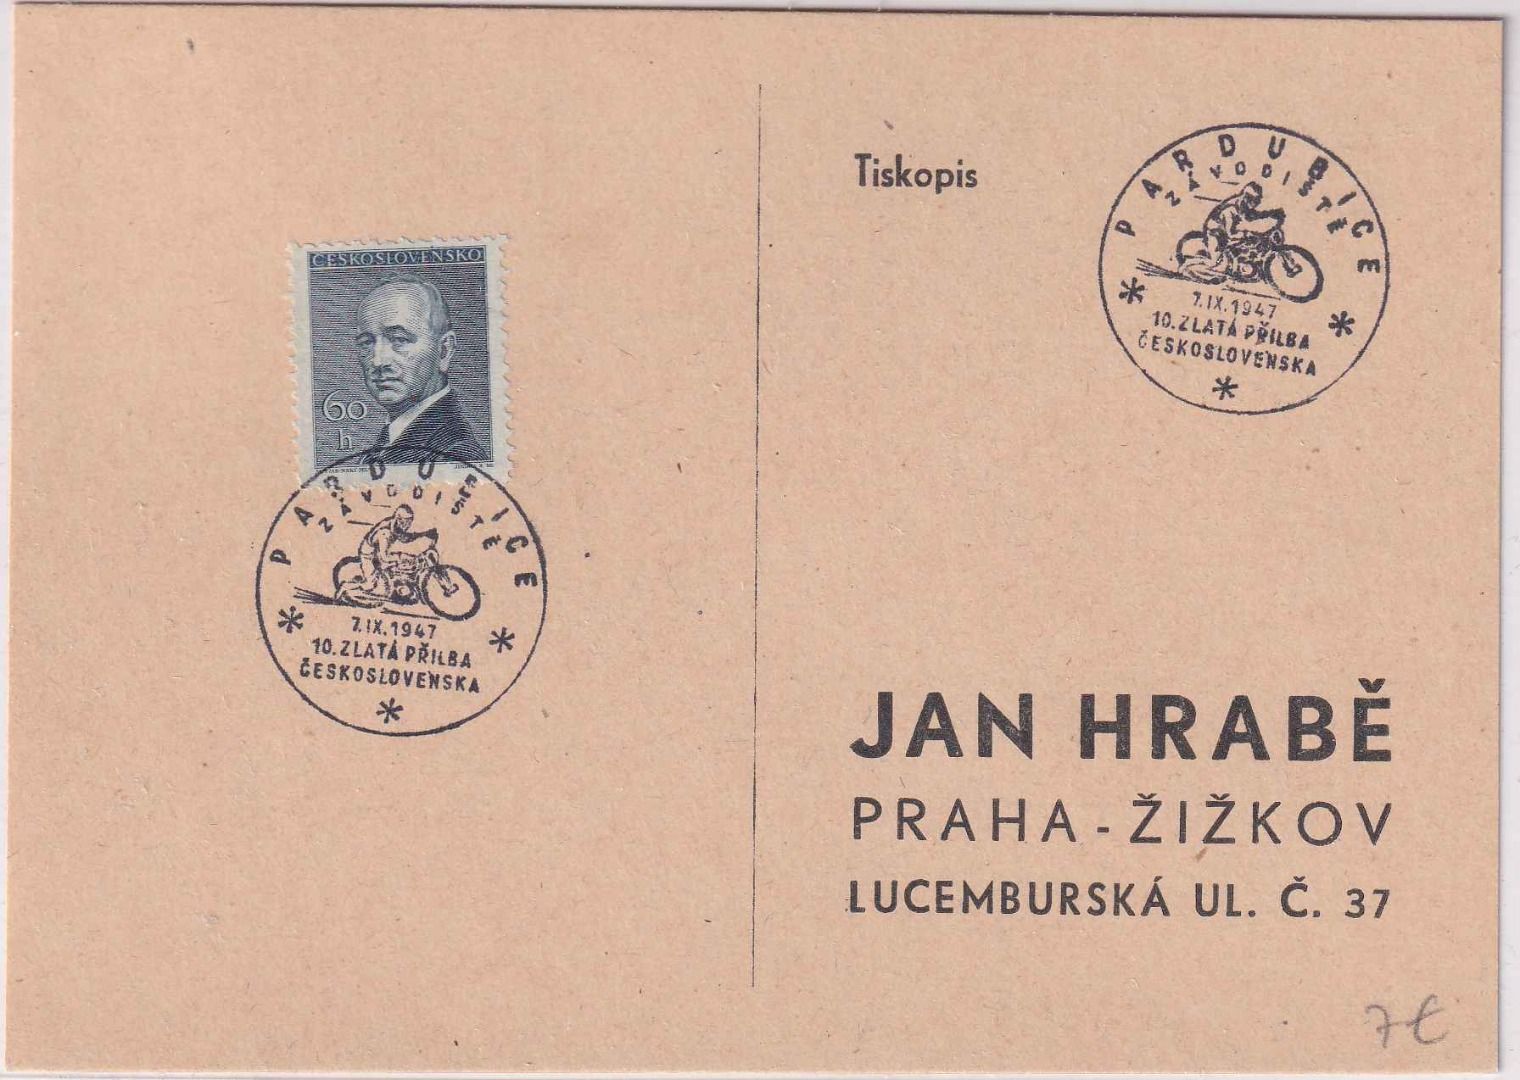 ČESKOSLOVENSKO
60
h
PARDUBICE
ZÁVODIŠTĚ
7.IX.1947
10.ZLATÁ PŘILBA
ČESKOSLOVENSKA
Tiskopis
PARDUBICE
ZÁVODIŠTĚ
7.IX.1947
10.ZLATÁ PŘILBA
ČESKOSLOVENSKA
JAN HRABĚ
PRAHA - ŽIŽKOV
LUCEMBURSKÁ UL. Č. 37
7€